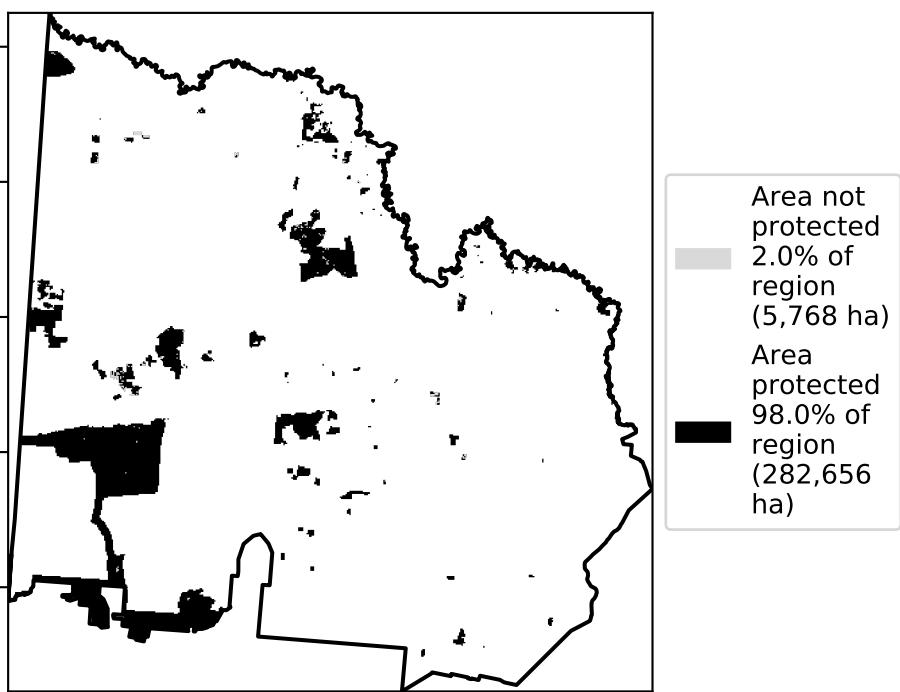 Area not
protected
2.0% of
region
(5,768 ha)
Area
protected
98.0% of
region
(282,656
ha)